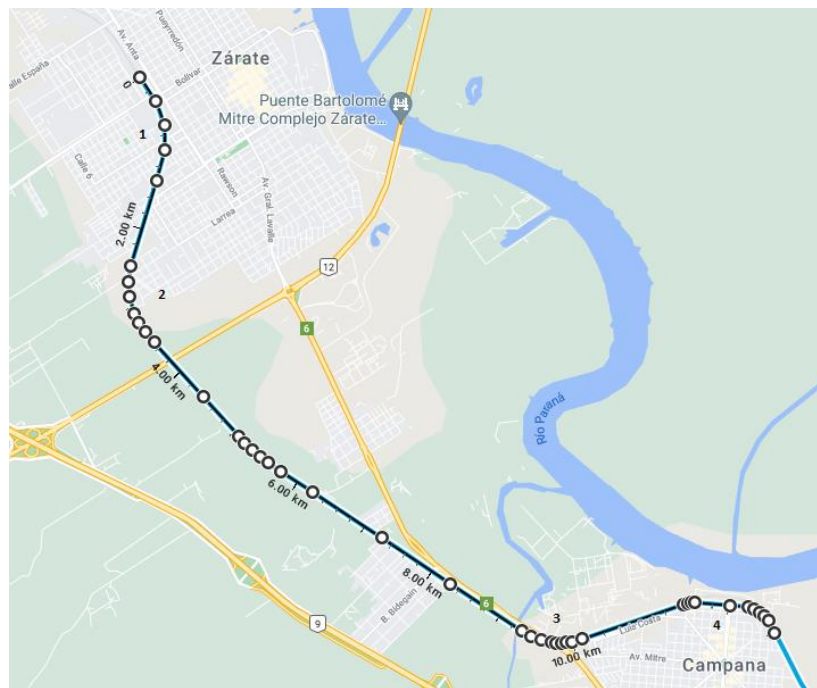 Pueyrredón
Av. Anta
Zárate
alle España
Bolívar
0
Puente Bartolomé
Mitre Complejo Zárate...
1
Calle 6
Rawson
Av. Gral. Lavalle
Larrea
2.00 km
12
2
6
4.00 km
Río Paraná
6.00 km
8.00 km
B. Bidegain
6
9
3
Luis Costa
4
10.00 km
Av. Mitre
Campana